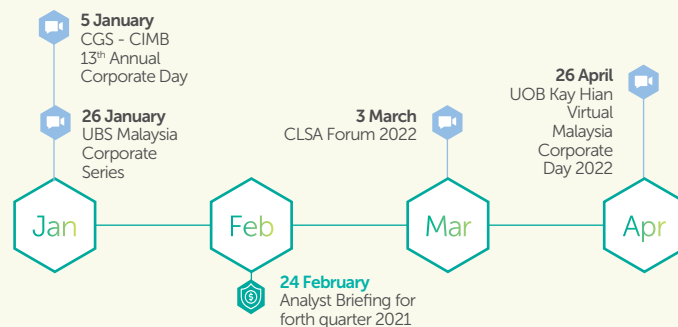 5 January
CGS - CIMB
13th Annual
Corporate Day
26 January
UBS Malaysia
Corporate
Series
3 March
CLSA Forum 2022
26 April
UOB Kay Hian
Virtual
Malaysia
Corporate
Day 2022
Jan
Feb
Mar
Apr
24 February
Analyst Briefing for
forth quarter 2021